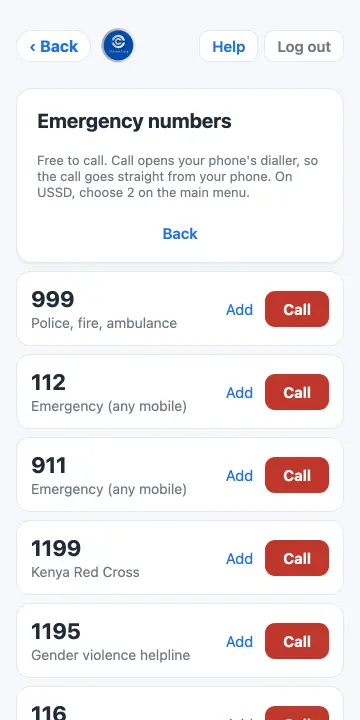 ‹ Back
Help
Log out
Emergency numbers
Free to call. Call opens your phone's dialler, so
the call goes straight from your phone. On
USSD, choose 2 on the main menu.
Back
999
Police, fire, ambulance
Add
Call
112
Emergency (any mobile)
Add
Call
911
Emergency (any mobile)
Add
Call
1199
Kenya Red Cross
Add
Call
1195
Gender violence helpline
Add
Call
116